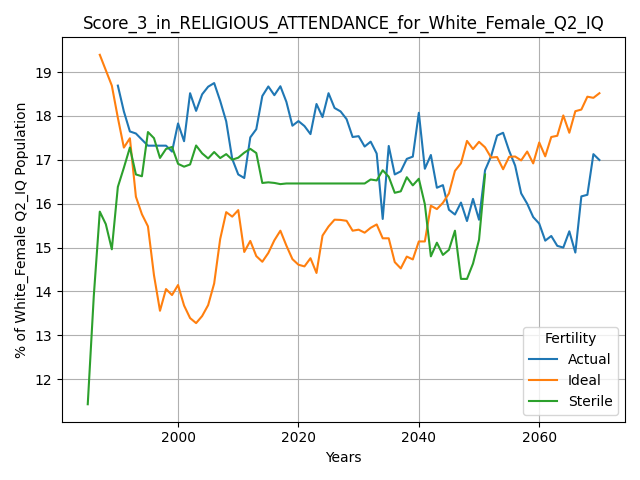 Score_3_in_RELIGIOUS_ATTENDANCE_for_White_Female_Q2_IQ
% of White_Female Q2_IQ Population
19
18
17
16
15
14
13
12
2000
2020
2040
2060
Years
Fertility
Actual
Ideal
Sterile